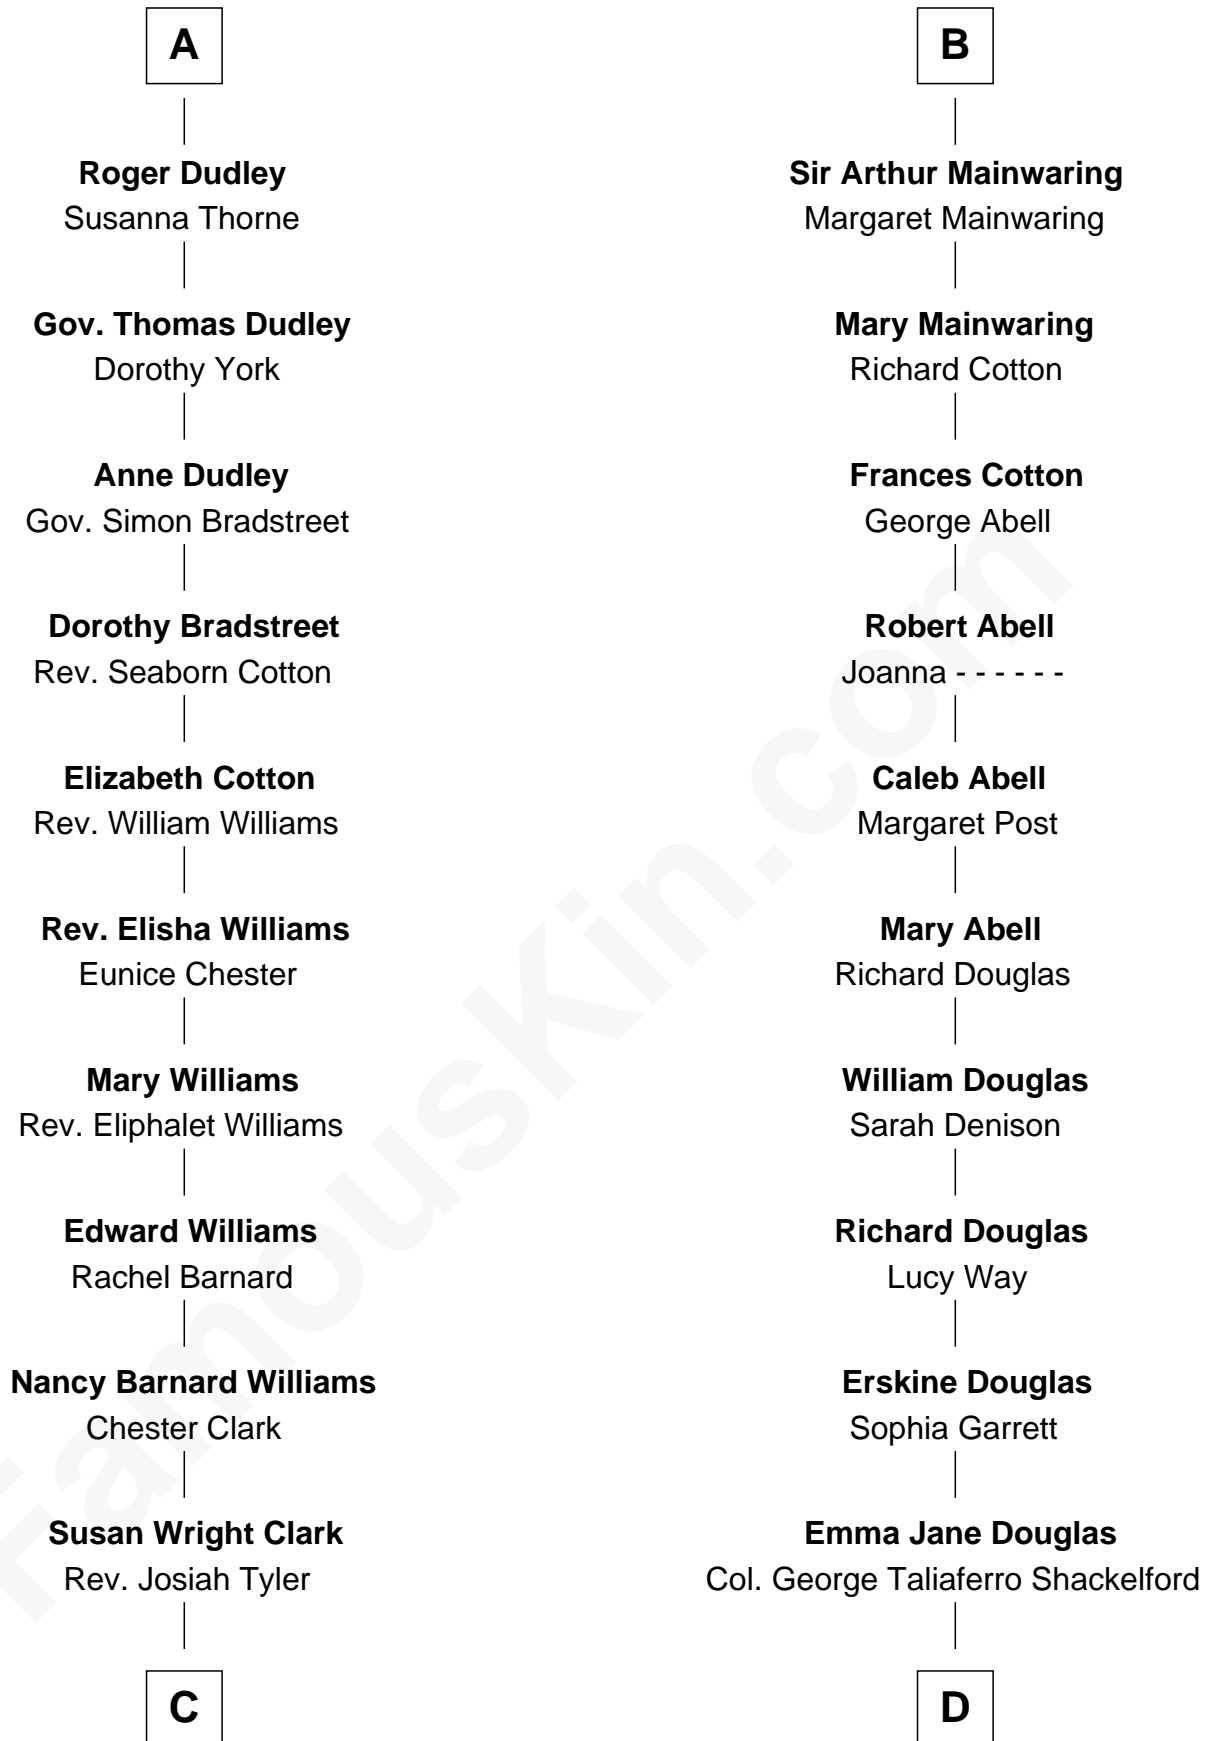 A
Roger Dudley
Susanna Thorne
Gov. Thomas Dudley
Dorothy York
Anne Dudley
Gov. Simon Bradstreet
Dorothy Bradstreet
Rev. Seaborn Cotton
Elizabeth Cotton
Rev. William Williams
Rev. Elisha Williams
Eunice Chester
Mary Williams
Rev. Eliphalet Williams
Edward Williams
Rachel Barnard
Nancy Barnard Williams
Chester Clark
Susan Wright Clark
Rev. Josiah Tyler
C
B
Sir Arthur Mainwaring
Margaret Mainwaring
Mary Mainwaring
Richard Cotton
Frances Cotton
George Abell
Robert Abell
Joanna - - - - - -
Caleb Abell
Margaret Post
Mary Abell
Richard Douglas
William Douglas
Sarah Denison
Richard Douglas
Lucy Way
Erskine Douglas
Sophia Garrett
Emma Jane Douglas
Col. George Taliaferro Shackelford
D
FamousKin.com